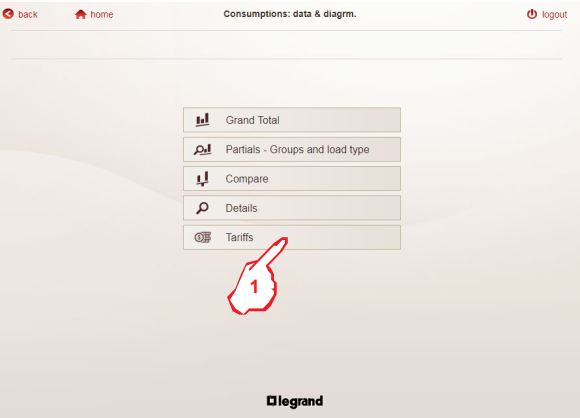 back
home
Consumptions: data & diagrm.
logout
Grand Total
Partials - Groups and load type
Compare
Details
Tariffs
1
legrand